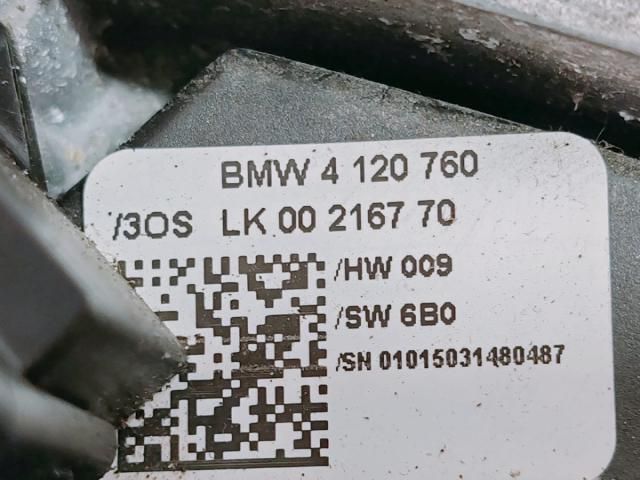 BMW 4 120 760
/3OS LK 00 2167 70
/HW 009
/SW 6B0
/SN 01015031480487